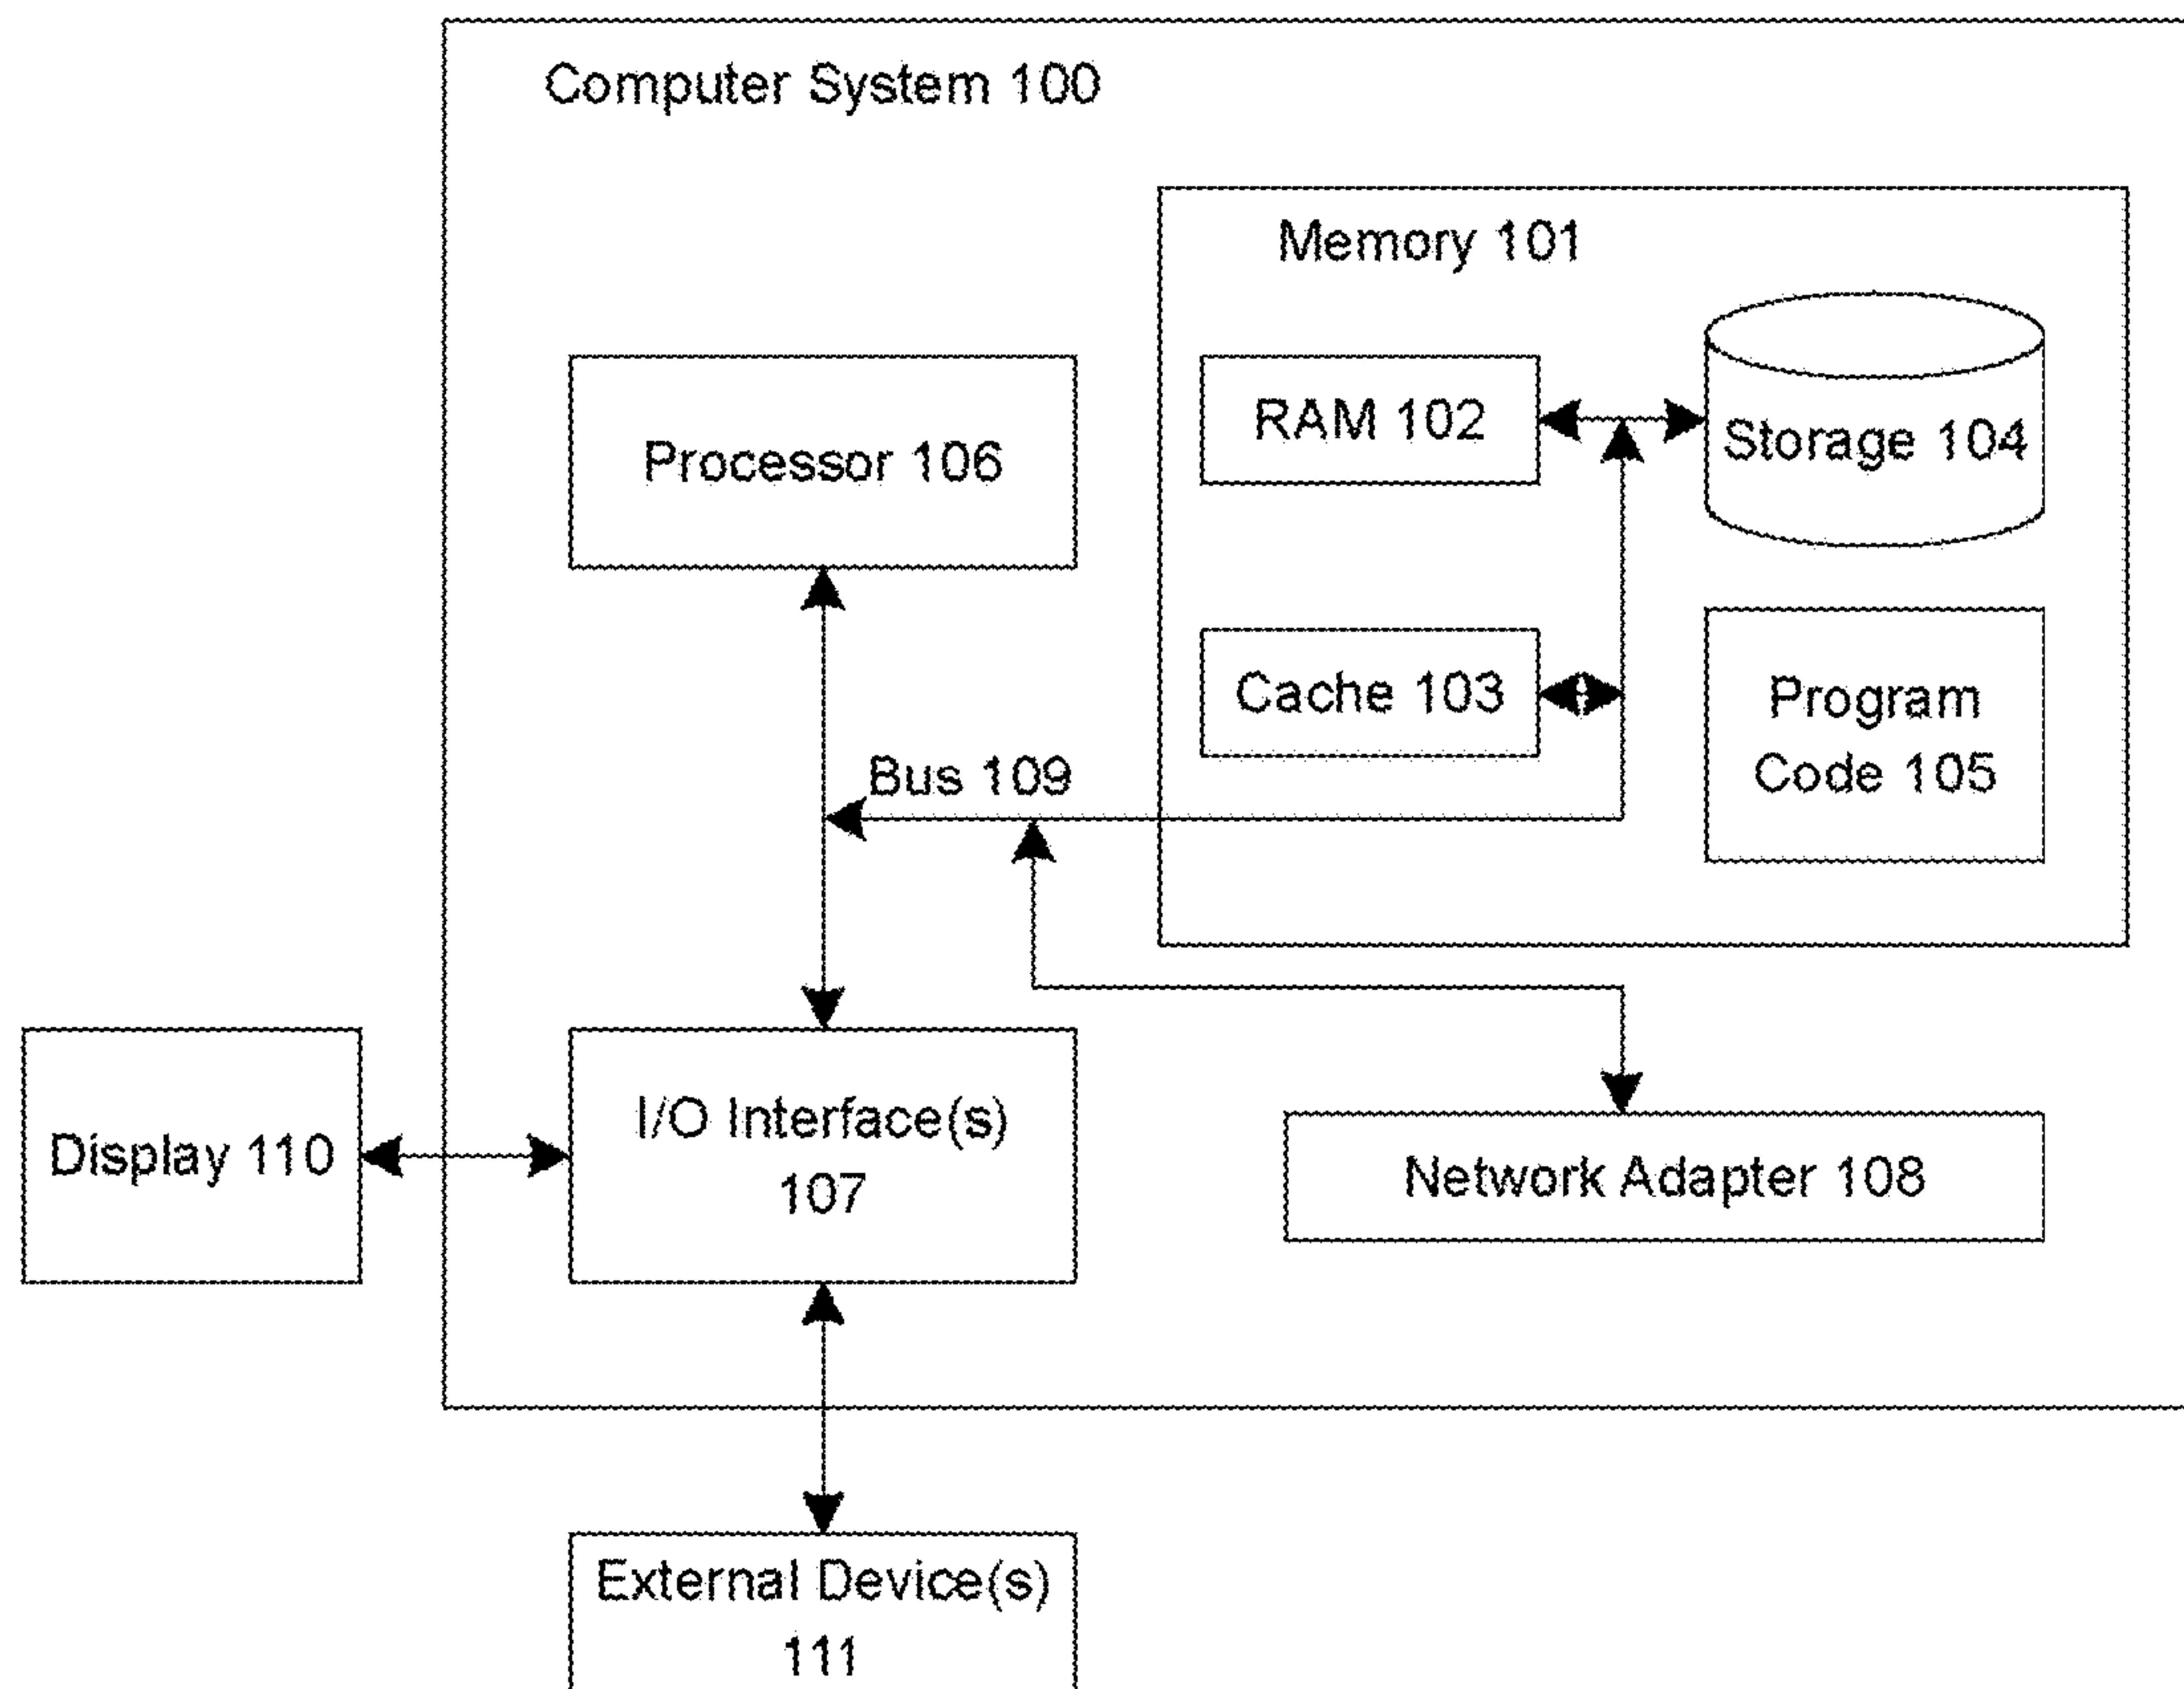 Computer System 100
Memory 101
RAM 102
Storage 104
Processor 106
Cache 103
Program
Code 105
Bus 109
Display 110
I/O Interface(s)
107
Network Adapter 108
External Device(s)
111